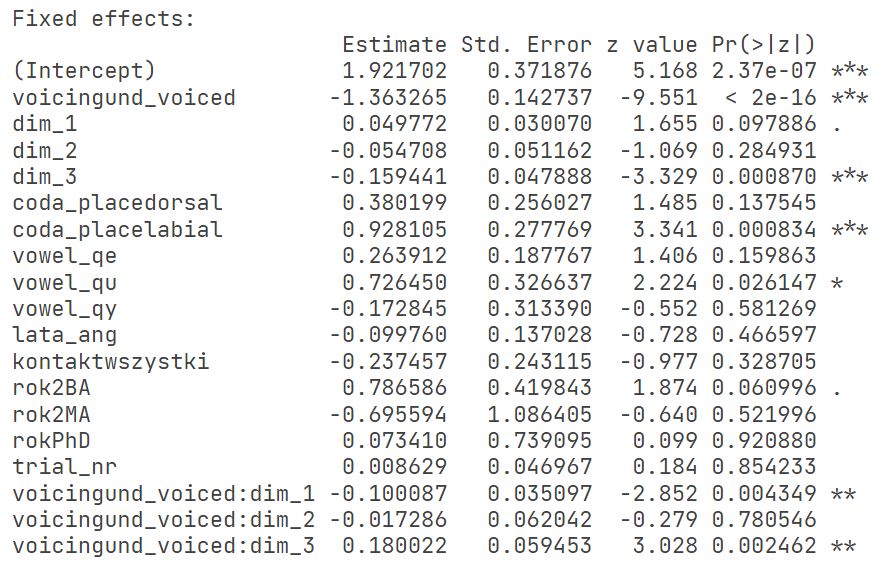 Fixed effects:
Estimate Std. Error z value Pr(>|z|)
(Intercept) 1.921702 0.371876 5.168 2.37e-07 ***
voicingund_voiced -1.363265 0.142737 -9.551 < 2e-16 ***
dim_1 0.049772 0.030070 1.655 0.097886 .
dim_2 -0.054708 0.051162 -1.069 0.284931
dim_3 -0.159441 0.047888 -3.329 0.000870 ***
coda_placedorsal 0.380199 0.256027 1.485 0.137545
coda_placelabial 0.928105 0.277769 3.341 0.000834 ***
vowel_qe 0.263912 0.187767 1.406 0.159863
vowel_qu 0.726450 0.326637 2.224 0.026147 *
vowel_qy -0.172845 0.313390 -0.552 0.581269
lata_ang -0.099760 0.137028 -0.728 0.466597
kontaktwszystki -0.237457 0.243115 -0.977 0.328705
rok2BA 0.786586 0.419843 1.874 0.060996 .
rok2MA -0.695594 1.086405 -0.640 0.521996
rokPhD 0.073410 0.739095 0.099 0.920880
trial_nr 0.008629 0.046967 0.184 0.854233
voicingund_voiced:dim_1 -0.100087 0.035097 -2.852 0.004349 **
voicingund_voiced:dim_2 -0.017286 0.062042 -0.279 0.780546
voicingund_voiced:dim_3 0.180022 0.059453 3.028 0.002462 **